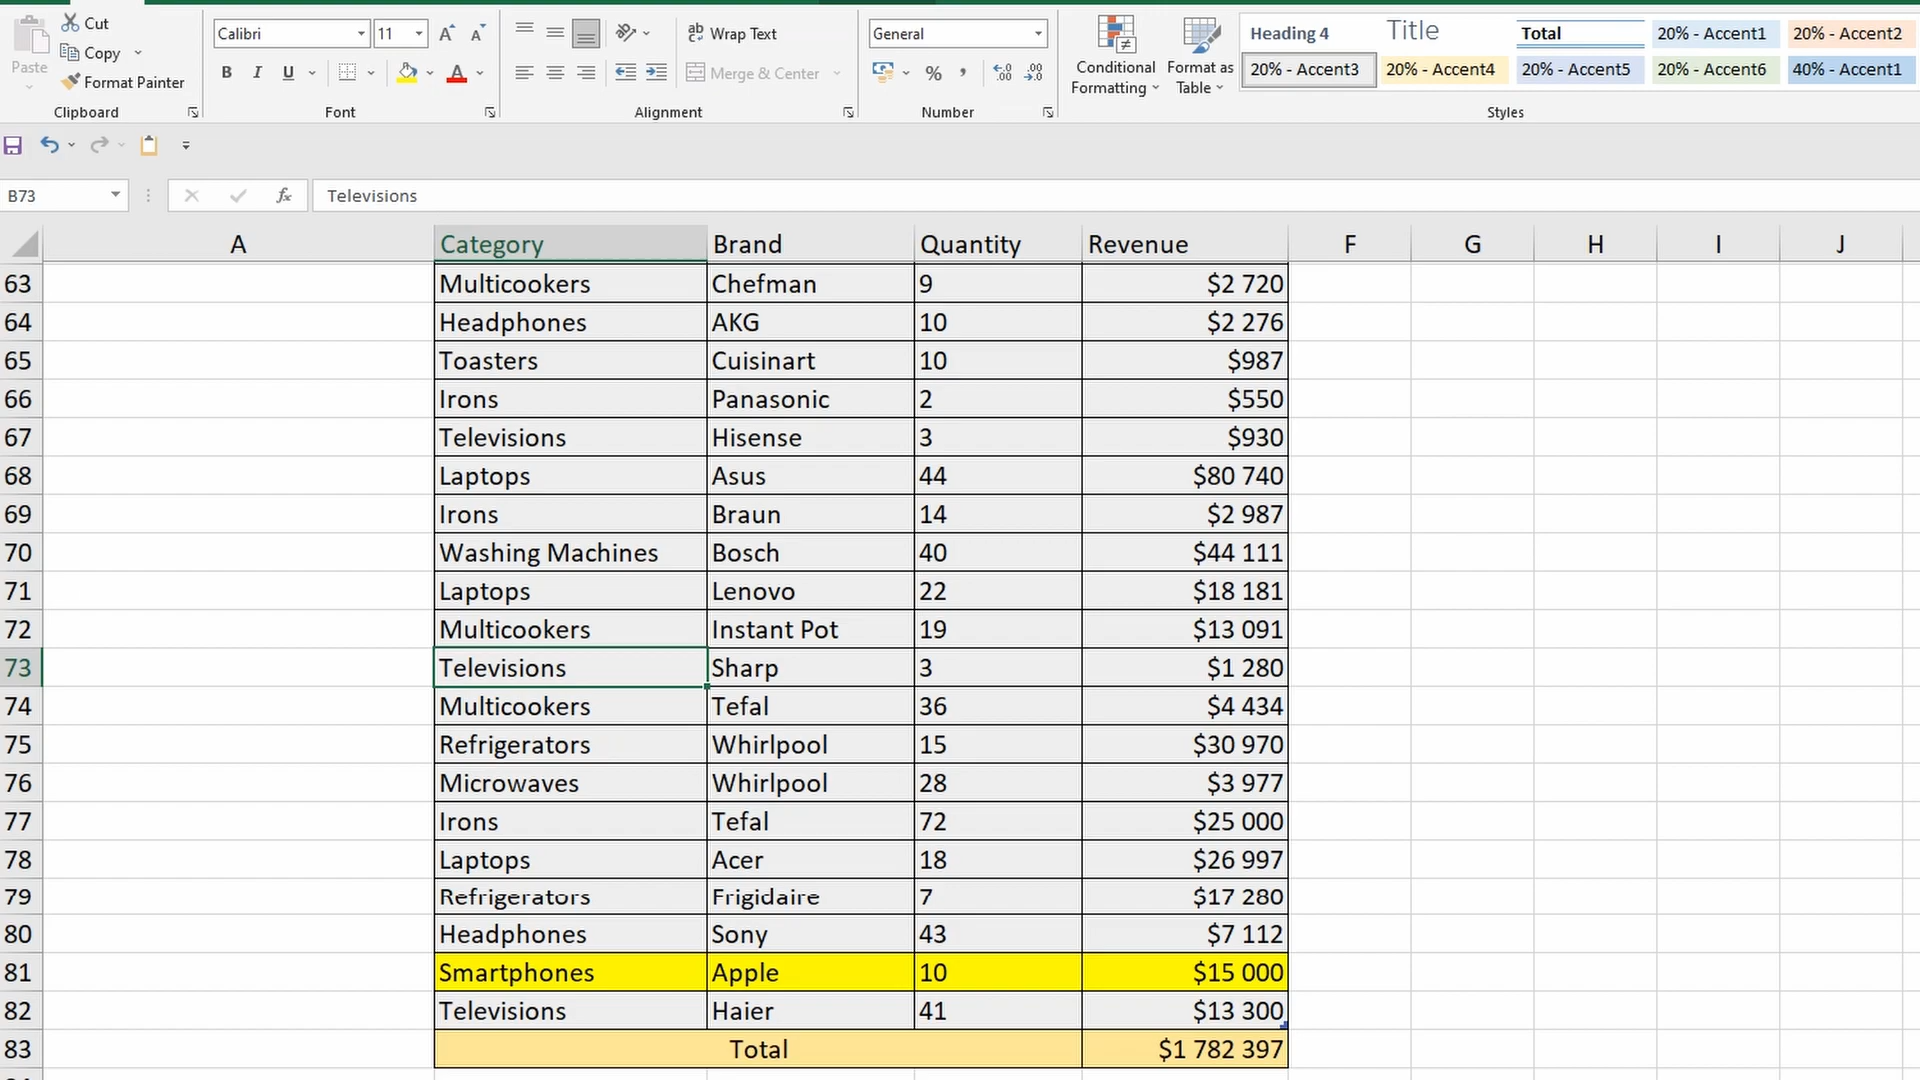 Cut
Copy
Paste
Format Painter
Clipboard
Calibri 11
B I U
Font
Wrap Text
Merge & Center
Alignment
General
%
Number
Conditional Formatting
Format as Table
Heading 4 Title Total 20% - Accent1 20% - Accent2
20% - Accent3 20% - Accent4 20% - Accent5 20% - Accent6 40% - Accent1
Styles
B73 fx Televisions
A Category Brand Quantity Revenue F G H I J
63 Multicookers Chefman 9 $2 720
64 Headphones AKG 10 $2 276
65 Toasters Cuisinart 10 $987
66 Irons Panasonic 2 $550
67 Televisions Hisense 3 $930
68 Laptops Asus 44 $80 740
69 Irons Braun 14 $2 987
70 Washing Machines Bosch 40 $44 111
71 Laptops Lenovo 22 $18 181
72 Multicookers Instant Pot 19 $13 091
73 Televisions Sharp 3 $1 280
74 Multicookers Tefal 36 $4 434
75 Refrigerators Whirlpool 15 $30 970
76 Microwaves Whirlpool 28 $3 977
77 Irons Tefal 72 $25 000
78 Laptops Acer 18 $26 997
79 Refrigerators Frigidaire 7 $17 280
80 Headphones Sony 43 $7 112
81 Smartphones Apple 10 $15 000
82 Televisions Haier 41 $13 300
83 Total $1 782 397